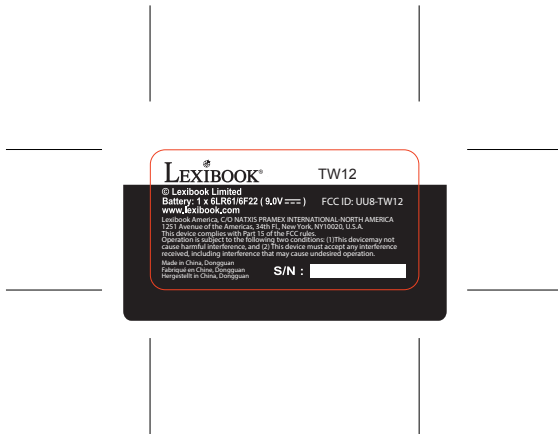 LEXIBOOK®
TW12
© Lexibook Limited
Battery: 1 x 6LR61/6F22 ( 9.0V ⎓ )
FCC ID: UU8-TW12
www.lexibook.com
Lexibook America, C/O NATXIS PRAMEX INTERNATIONAL-NORTH AMERICA
1251 Avenue of the Americas, 34th Fl., New York, NY10020, U.S.A.
This device complies with Part 15 of the FCC rules.
Operation is subject to the following two conditions: (1)This devicemay not
cause harmful interference, and (2) This device must accept any interference
received, including interference that may cause undesired operation.
Made in China, Dongguan
Fabriqué en Chine, Dongguan
Hergestellt in China, Dongguan
S/N :